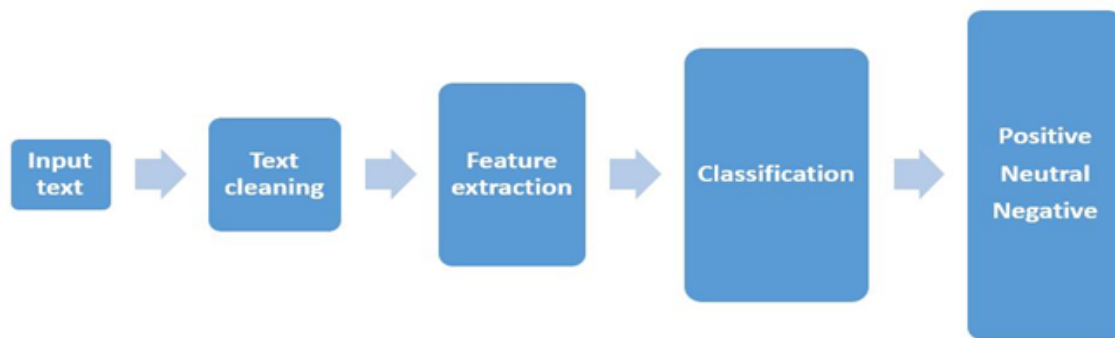 Input
text
Text
cleaning
Feature
extraction
Classification
Positive
Neutral
Negative